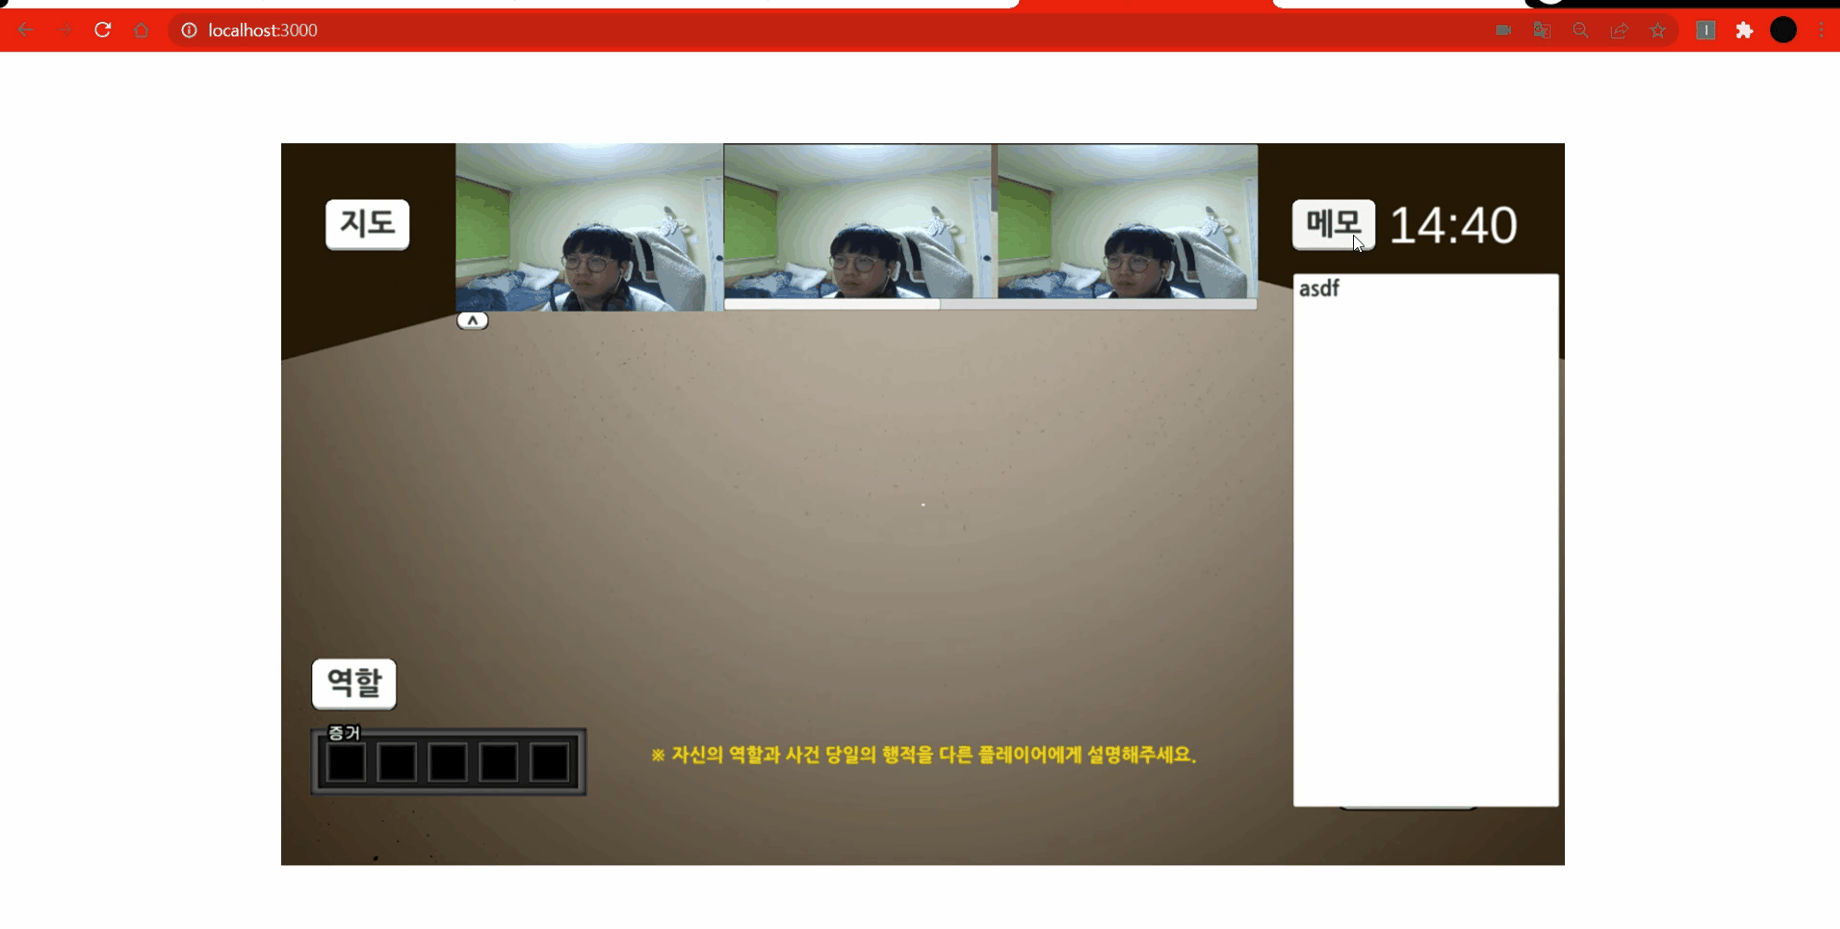 localhost:3000
지도
메모
14:40
asdf
역할
증거
※ 자신의 역할과 사건 당일의 행적을 다른 플레이어에게 설명해주세요.